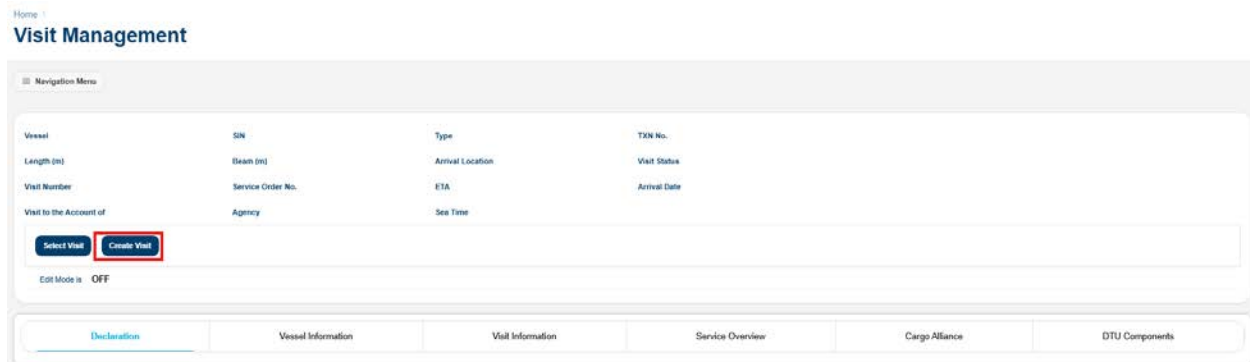 Home \
Visit Management
Navigation Menu
Vessel SIN Type TXN No.
Length (m) Beam (m) Arrival Location Visit Status
Visit Number Service Order No. ETA Arrival Date
Visit to the Account of Agency Sea Time
Select Visit Create Visit
Edit Mode is OFF
Declaration Vessel Information Visit Information Service Overview Cargo Alliance DTU Components